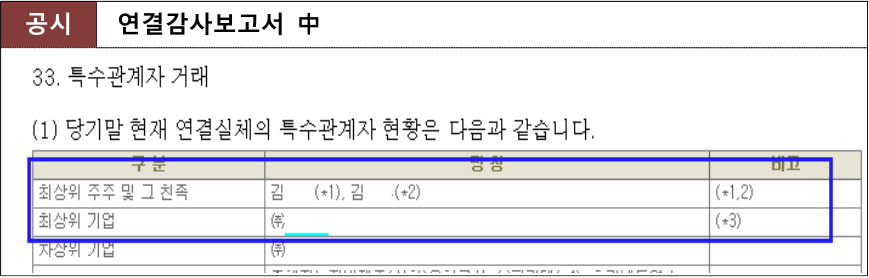 공시 연결감사보고서 中
33. 특수관계자 거래
(1) 당기말 현재 연결실체의 특수관계자 현황은 다음과 같습니다.
구 분 명 칭 비고
최상위 주주 및 그 친족 김 (*1), 김 .(*2) (*1,2)
최상위 기업 ㈜ (*3)
차상위 기업 ㈜